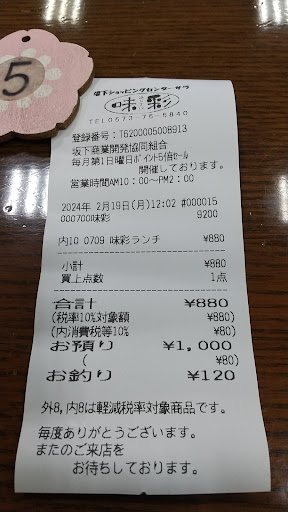 5
坂下ショッピングセンター サラ
味彩
TEL0573-75-5840
登録番号:T6200005008913
坂下商業開発協同組合
毎月第1日曜日ポイント5倍セール
開催しております。
営業時間AM10:00~PM2:00
2024年 2月19日(月)12:02 #000015
000700味彩 9200
内10 0709 味彩ランチ ¥880
小計 ¥880
買上点数 1点
合計 ¥880
(税率10%対象額 ¥880)
(内消費税等10% ¥80)
お預り ¥1,000
( ¥80)
お釣り ¥120
外8,内8は軽減税率対象商品です。
毎度ありがとうございます。
またのご来店を
お待ちしております。